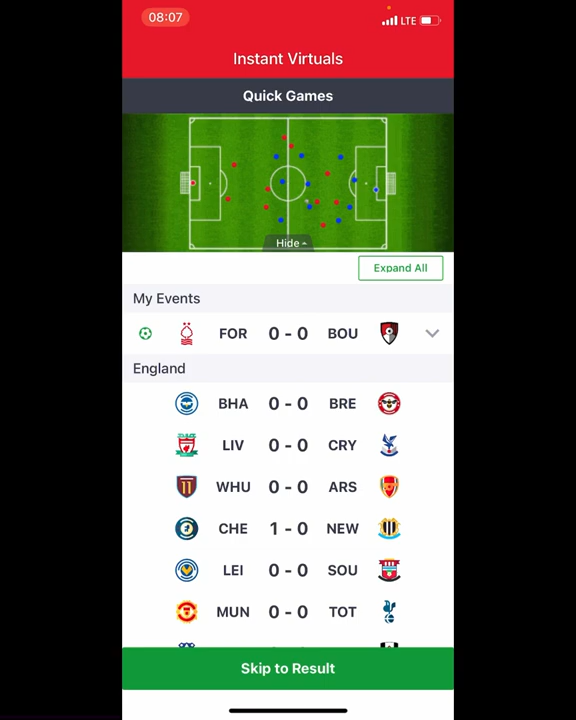 08:07 LTE
Instant Virtuals
Quick Games
Hide
Expand All
My Events
FOR 0 - 0 BOU
England
BHA 0 - 0 BRE
LIV 0 - 0 CRY
WHU 0 - 0 ARS
CHE 1 - 0 NEW
LEI 0 - 0 SOU
MUN 0 - 0 TOT
Skip to Result